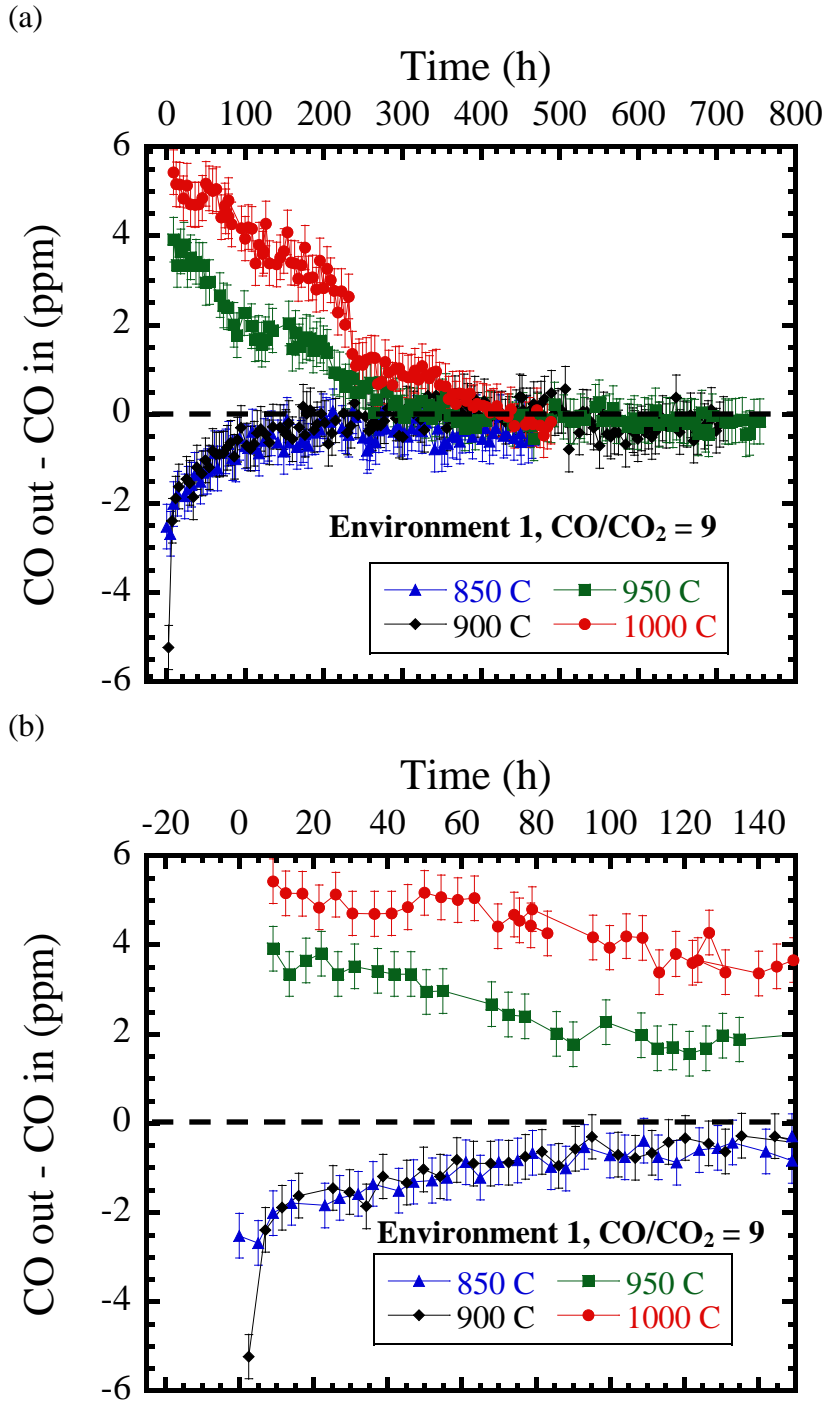 (a)
Time (h)
0 100 200 300 400 500 600 700 800
6
4
2
0
-2
-4
-6
CO out - CO in (ppm)
Environment 1, CO/CO₂ = 9
850 C 950 C
900 C 1000 C
(b)
Time (h)
-20 0 20 40 60 80 100 120 140
6
4
2
0
-2
-4
-6
CO out - CO in (ppm)
Environment 1, CO/CO₂ = 9
850 C 950 C
900 C 1000 C